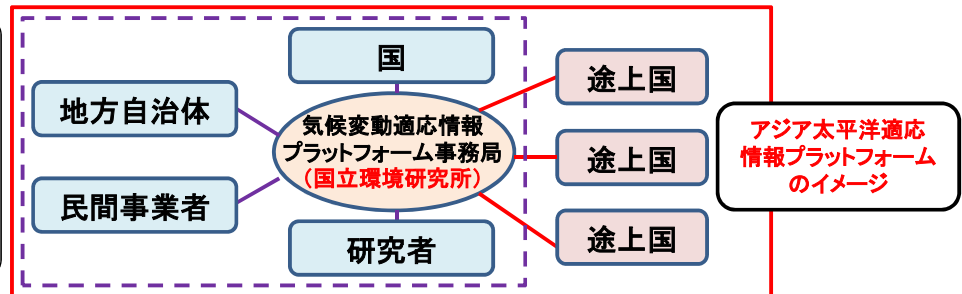 国
地方自治体
民間事業者
気候変動適応情報
プラットフォーム事務局
（国立環境研究所）
研究者
途上国
途上国
途上国
アジア太平洋適応
情報プラットフォーム
のイメージ